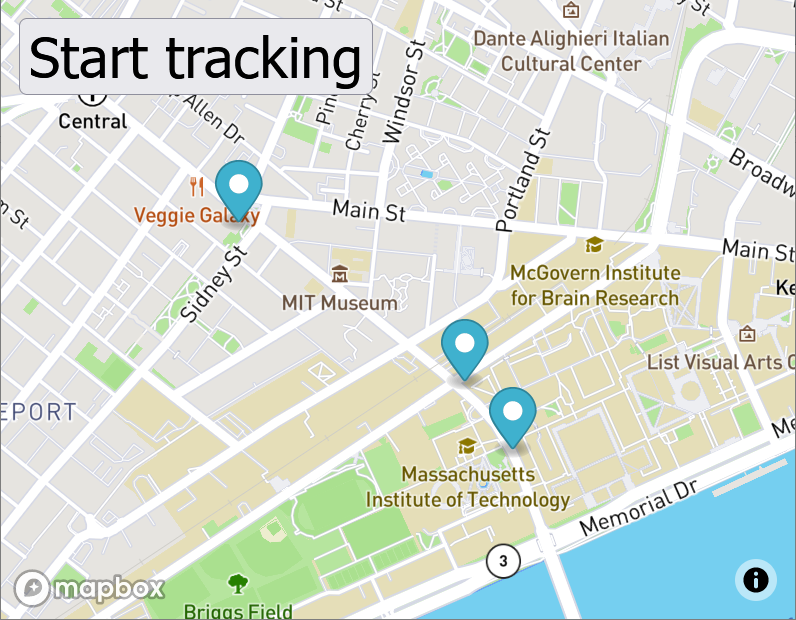 Start tracking
Dante Alighieri Italian
Cultural Center
Windsor St
Cherry St
Allen Dr
Central
Portland St
Broadw
m St
Veggie Galaxy
Main St
Main St
Sidney St
MIT Museum
McGovern Institute
for Brain Research
Ke
List Visual Arts C
EPORT
Massachusetts
Institute of Technology
Me
Memorial Dr
3
mapbox
Briggs Field